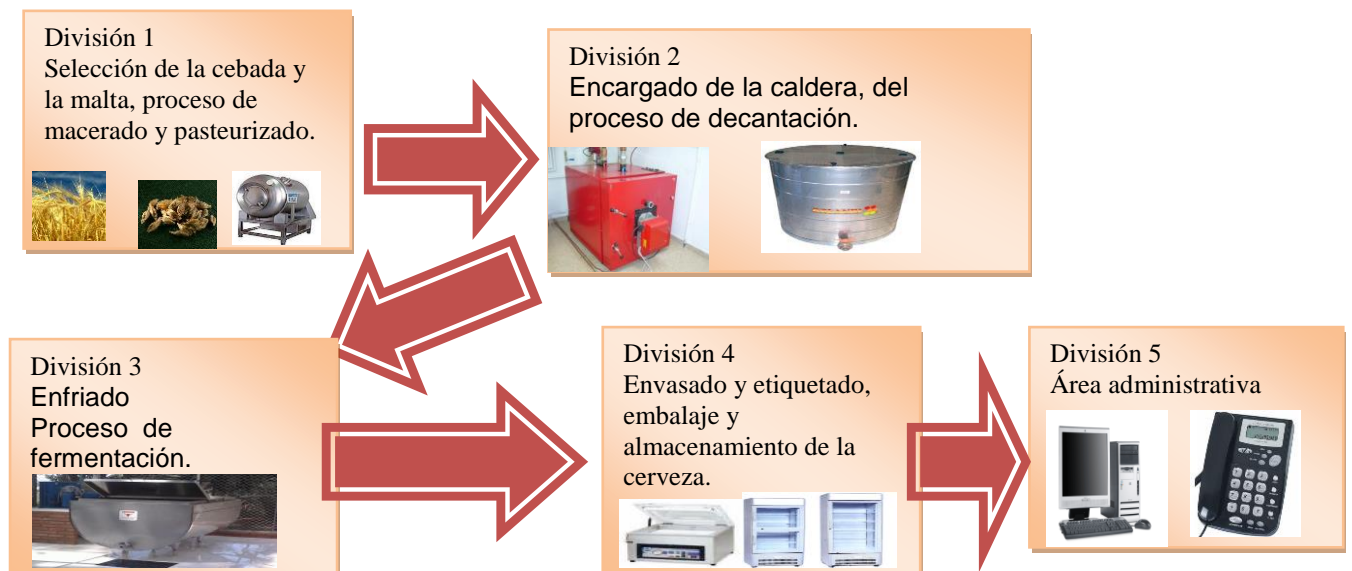 División 1
Selección de la cebada y
la malta, proceso de
macerado y pasteurizado.
División 2
Encargado de la caldera, del
proceso de decantación.
División 3
Enfriado
Proceso de
fermentación.
División 4
Envasado y etiquetado,
embalaje y
almacenamiento de la
cerveza.
División 5
Área administrativa